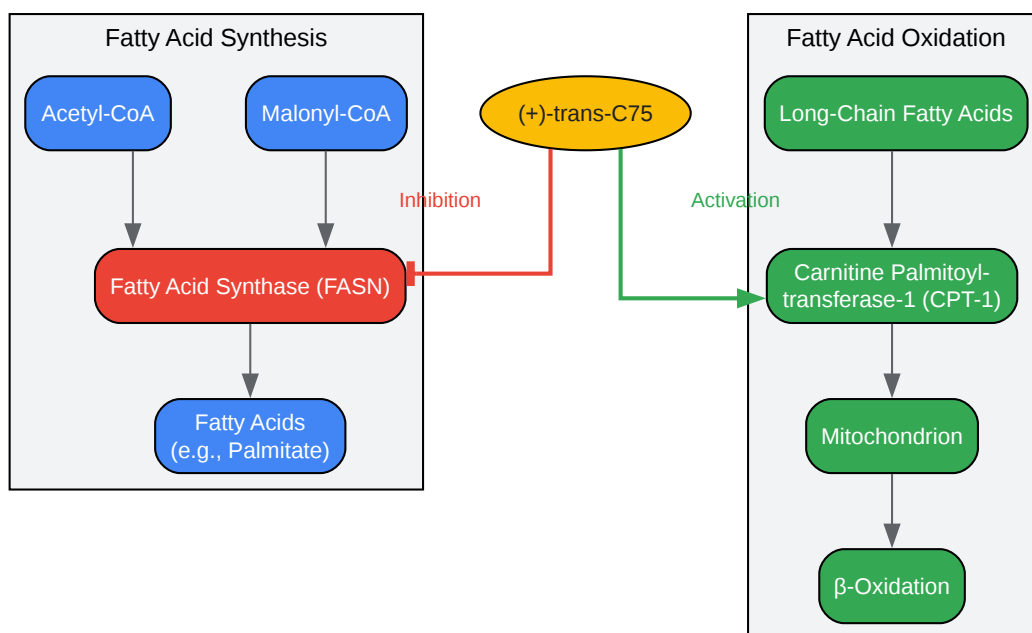 Fatty Acid Synthesis
Acetyl-CoA
Malonyl-CoA
Fatty Acid Synthase (FASN)
Fatty Acids
(e.g., Palmitate)
(+)-trans-C75
Inhibition
Activation
Fatty Acid Oxidation
Long-Chain Fatty Acids
Carnitine Palmitoyl-
transferase-1 (CPT-1)
Mitochondrion
β-Oxidation